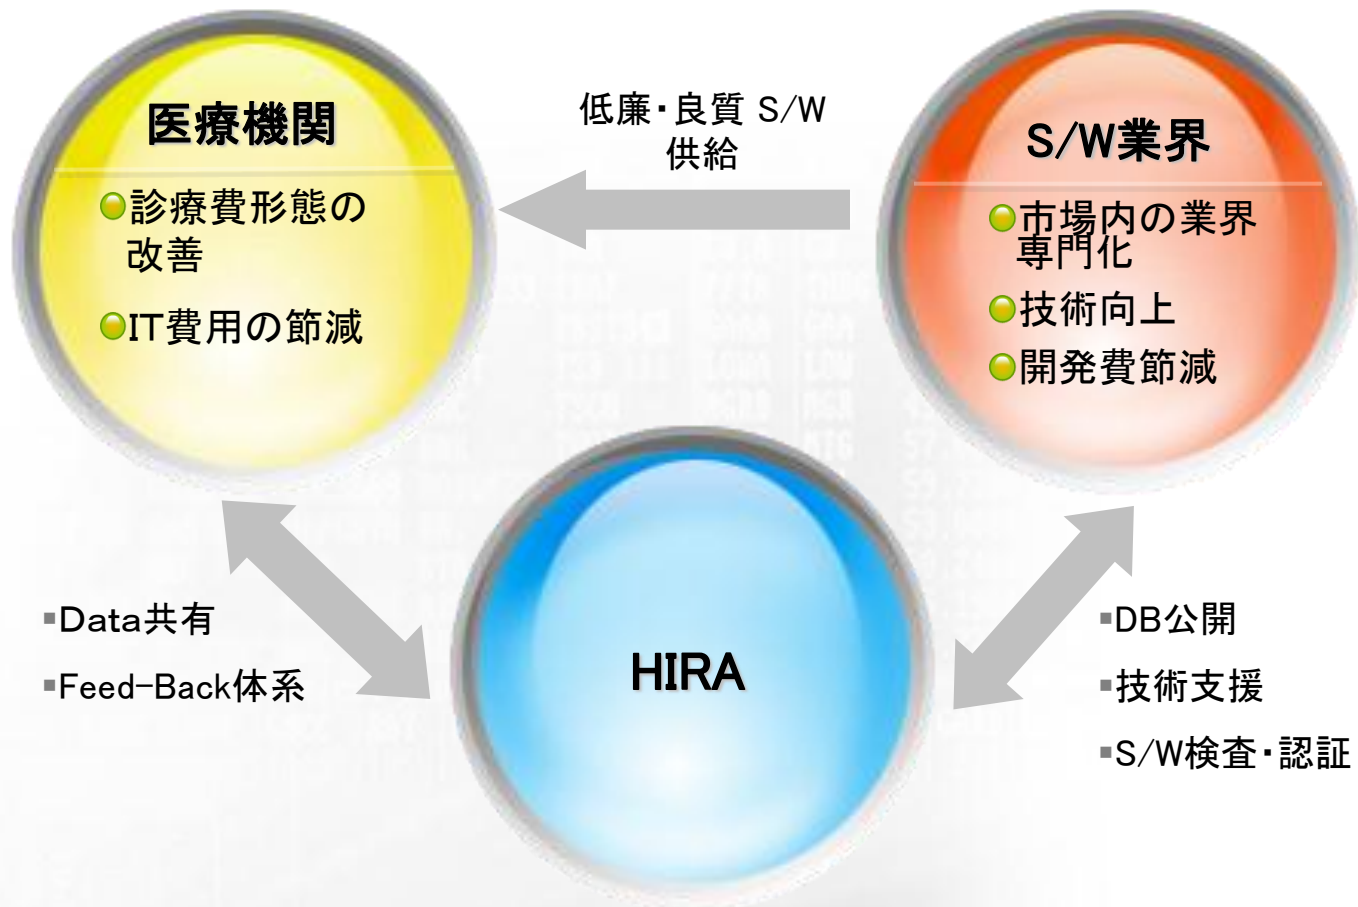 医療機関
●診療費形態の
改善
●IT費用の節減
低廉・良質 S/W
供給
S/W業界
●市場内の業界
専門化
●技術向上
●開発費節減
▪Data共有
▪Feed-Back体系
HIRA
▪DB公開
▪技術支援
▪S/W検査・認証